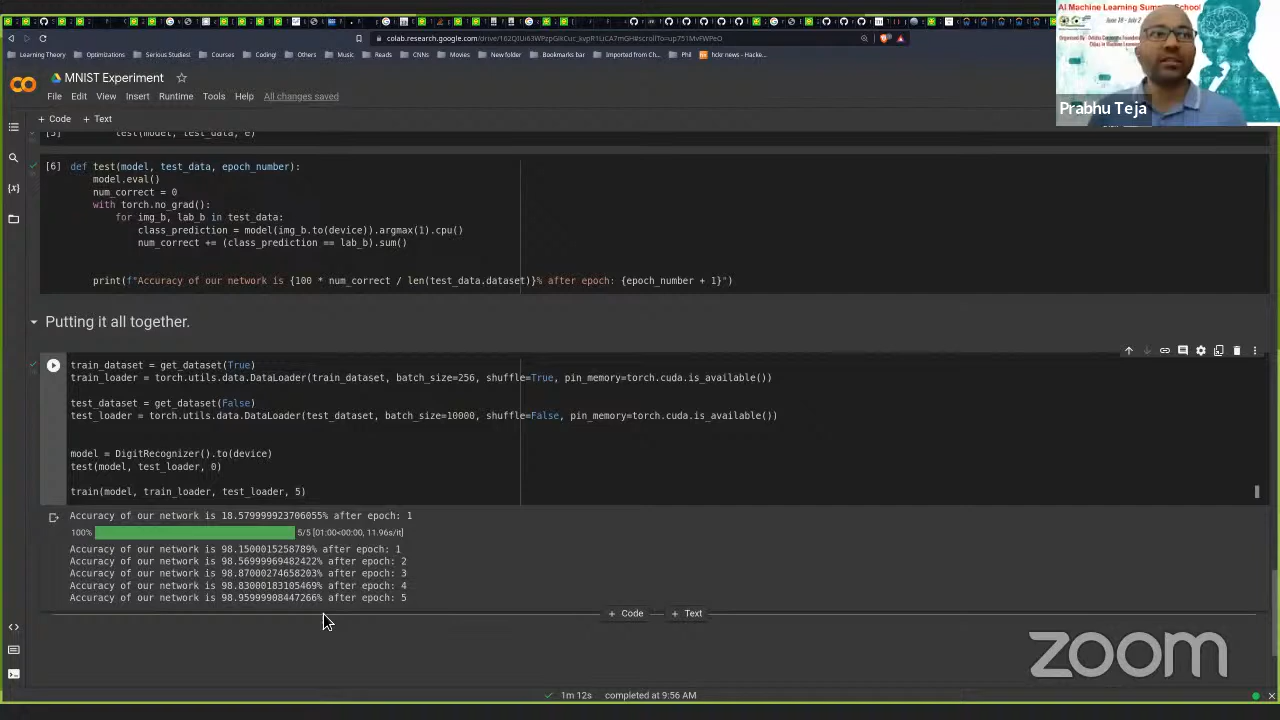 AI Machine Learning Summer School
colab.research.google.com
Learning Theory
Movies
MNIST Experiment
File Edit View Insert Runtime Tools Help All changes saved
Prabhu Teja
+ Code + Text
test(model, test_data, e)
[6] def test(model, test_data, epoch_number):
model.eval()
num_correct = 0
with torch.no_grad():
for img_b, lab_b in test_data:
class_prediction = model(img_b.to(device)).argmax(1).cpu()
num_correct += (class_prediction == lab_b).sum()
print(f"Accuracy of our network is {100 * num_correct / len(test_data.dataset)}% after epoch: {epoch_number + 1}")
Putting it all together.
train_dataset = get_dataset(True)
train_loader = torch.utils.data.DataLoader(train_dataset, batch_size=256, shuffle=True, pin_memory=torch.cuda.is_available())
test_dataset = get_dataset(False)
test_loader = torch.utils.data.DataLoader(test_dataset, batch_size=10000, shuffle=False, pin_memory=torch.cuda.is_available())
model = DigitRecognizer().to(device)
test(model, test_loader, 0)
train(model, train_loader, test_loader, 5)
Accuracy of our network is 18.579999923706055% after epoch: 1
100% 5/5 [01:00<00:00, 11.96s/it]
Accuracy of our network is 98.1500015258789% after epoch: 1
Accuracy of our network is 98.56999969482422% after epoch: 2
Accuracy of our network is 98.87000274658203% after epoch: 3
Accuracy of our network is 98.83000183105469% after epoch: 4
Accuracy of our network is 98.95999908447266% after epoch: 5
+ Code + Text
zoom
1m 12s completed at 9:56 AM